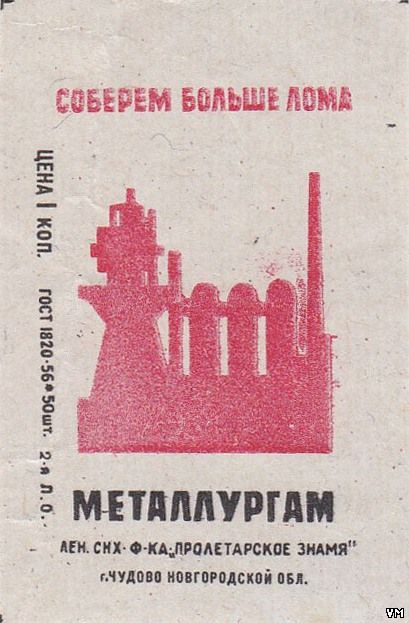 СОБЕРЕМ БОЛЬШЕ ЛОМА
ЦЕНА 1 КОП. ГОСТ 1820-56*50шт. 2-я Л.О.
МЕТАЛЛУРГАМ
ЛЕН. СНХ-Ф-КА „ПРОЛЕТАРСКОЕ ЗНАМЯ"
г.ЧУДОВО НОВГОРОДСКОЙ ОБЛ.
VM